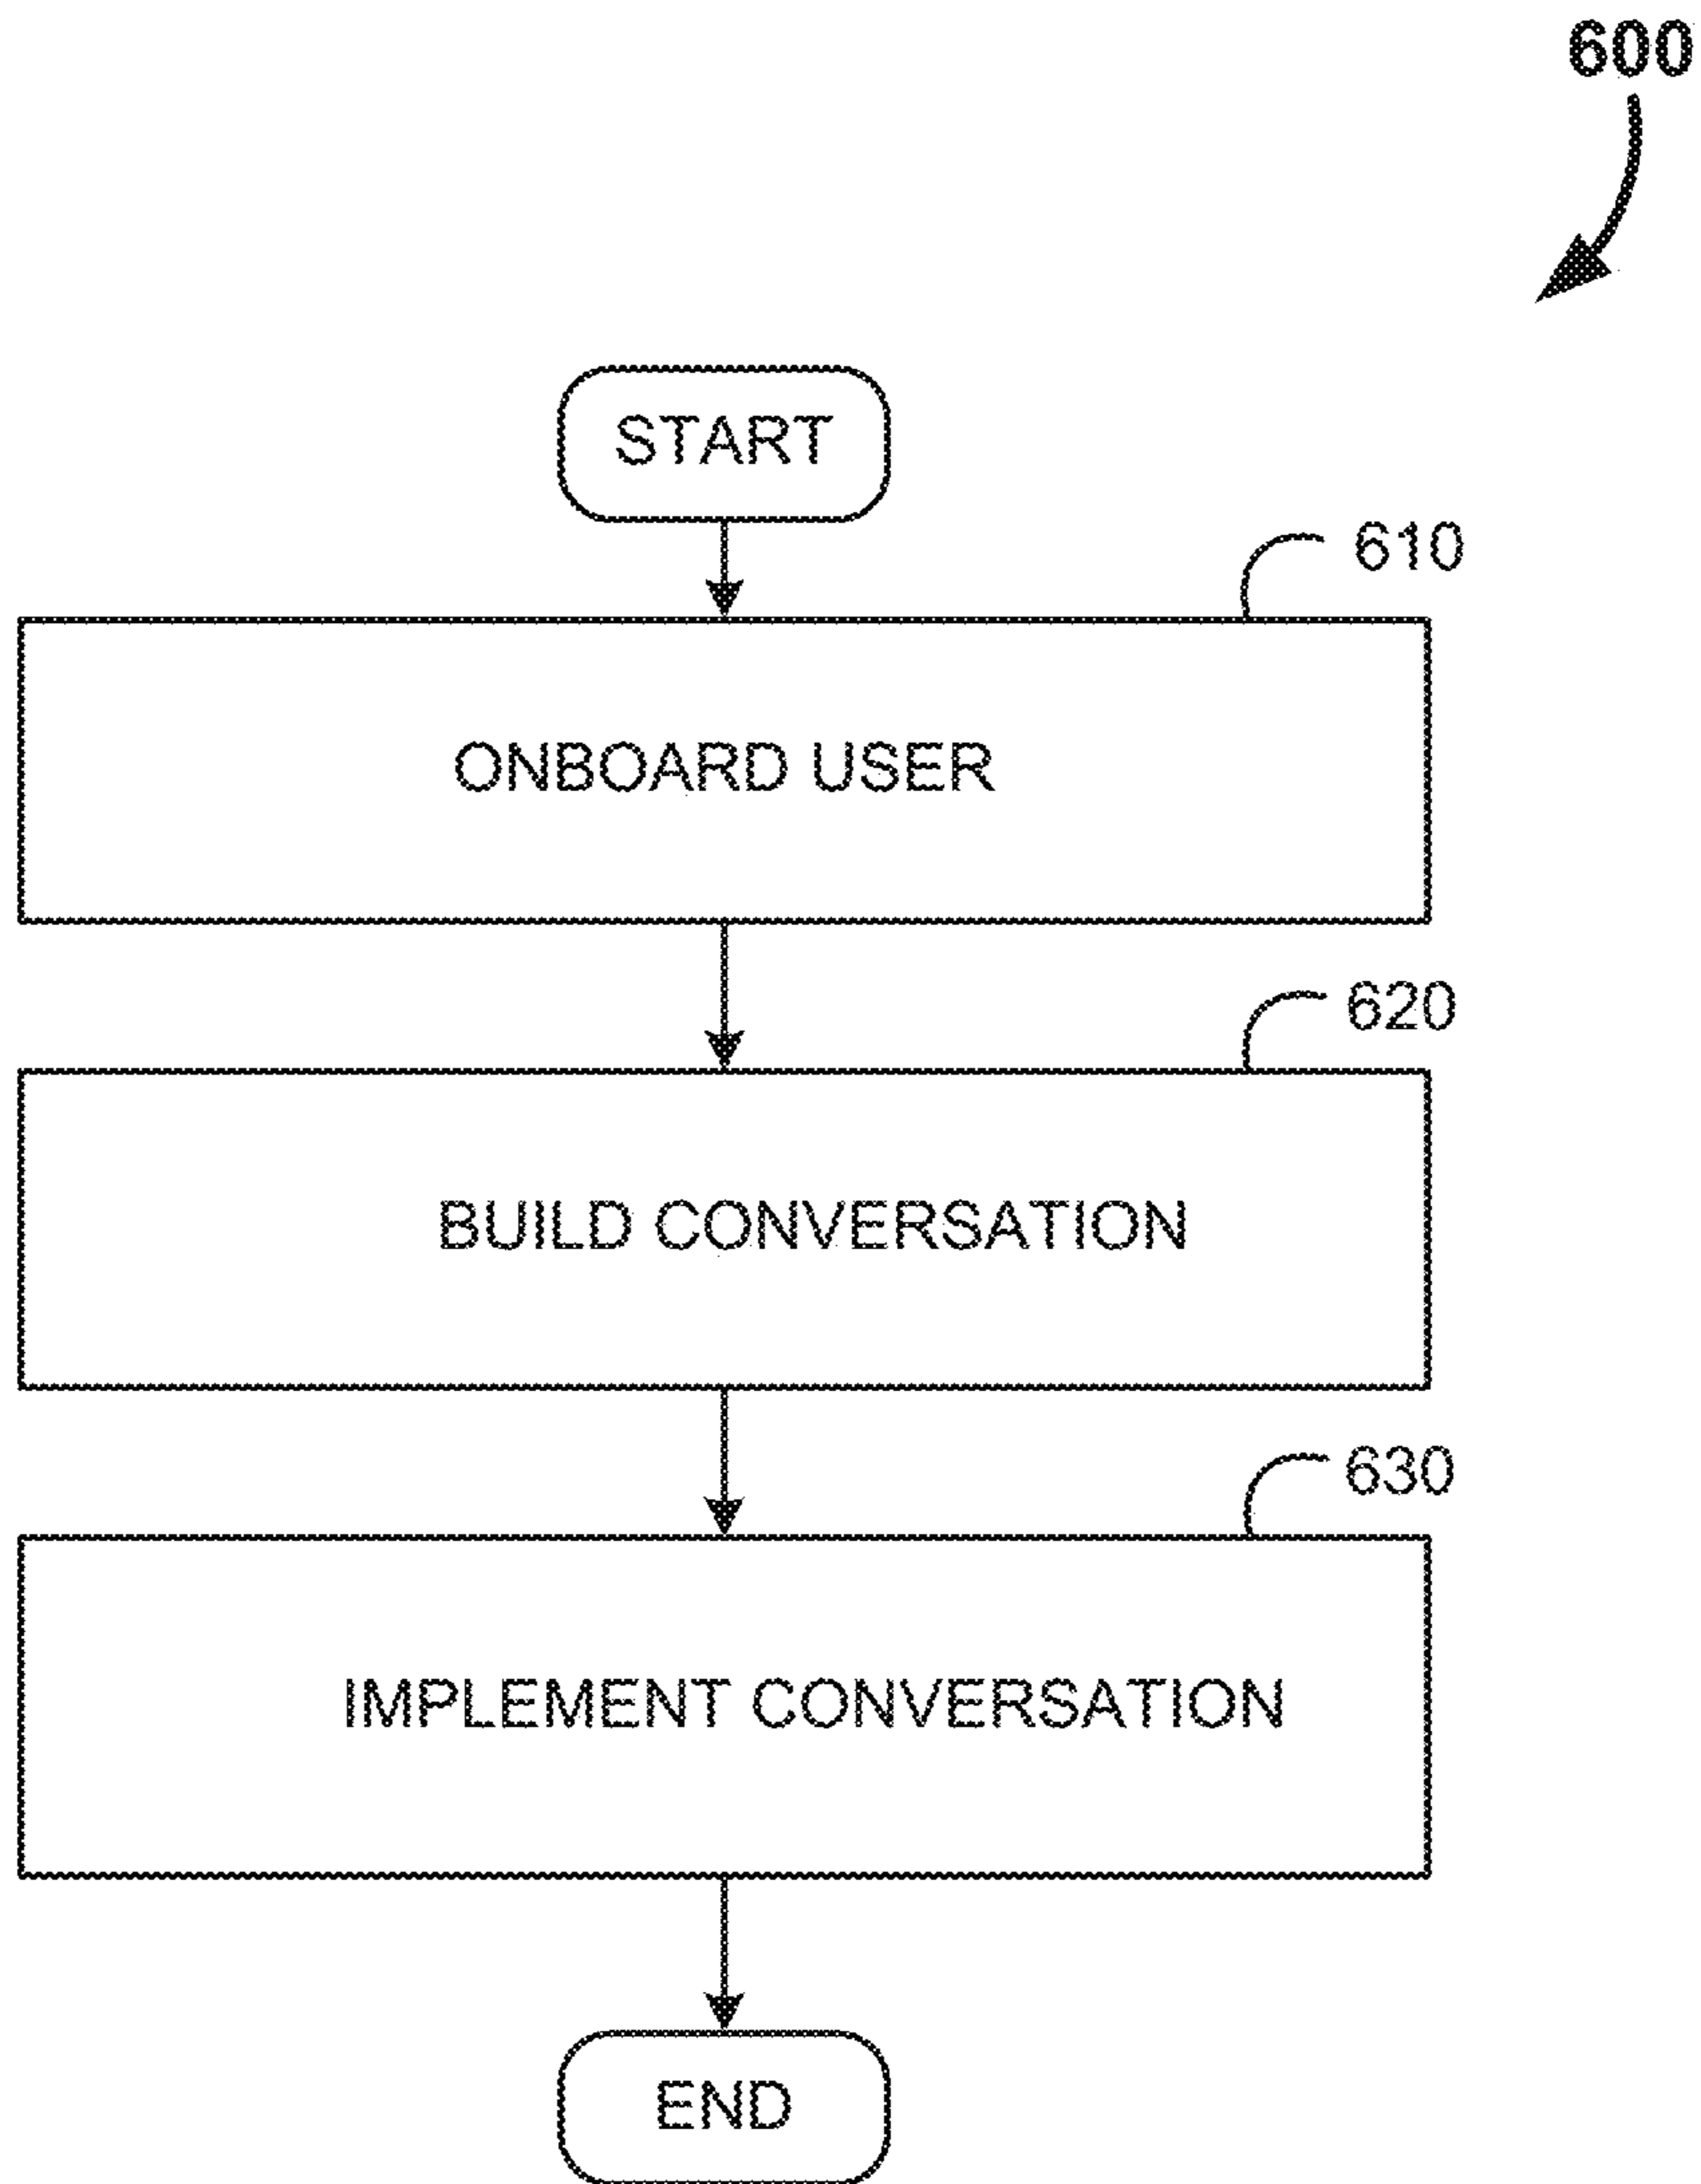 600
START
610
ONBOARD USER
620
BUILD CONVERSATION
630
IMPLEMENT CONVERSATION
END